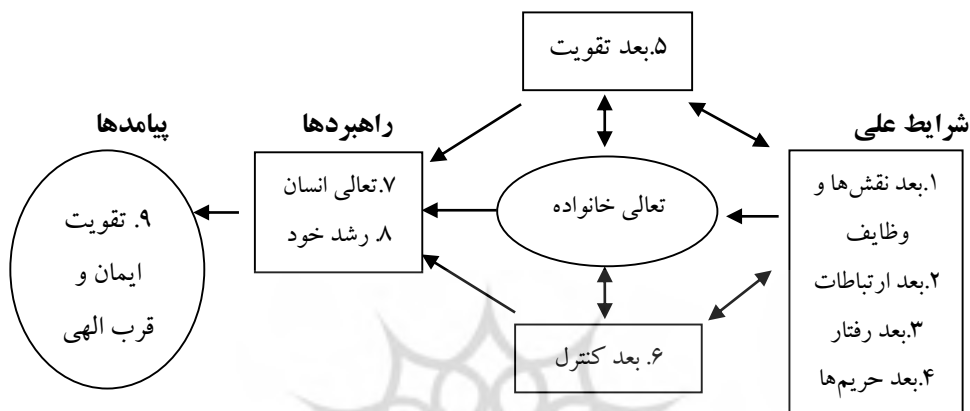 شرایط علی
۱.بعد نقش‌ها و
وظایف
۲.بعد ارتباطات
۳.بعد رفتار
۴.بعد حریم‌ها
۵.بعد تقویت
تعالی خانواده
۶. بعد کنترل
راهبردها
۷.تعالی انسان
۸. رشد خود
پیامدها
۹. تقویت
ایمان و
قرب الهی